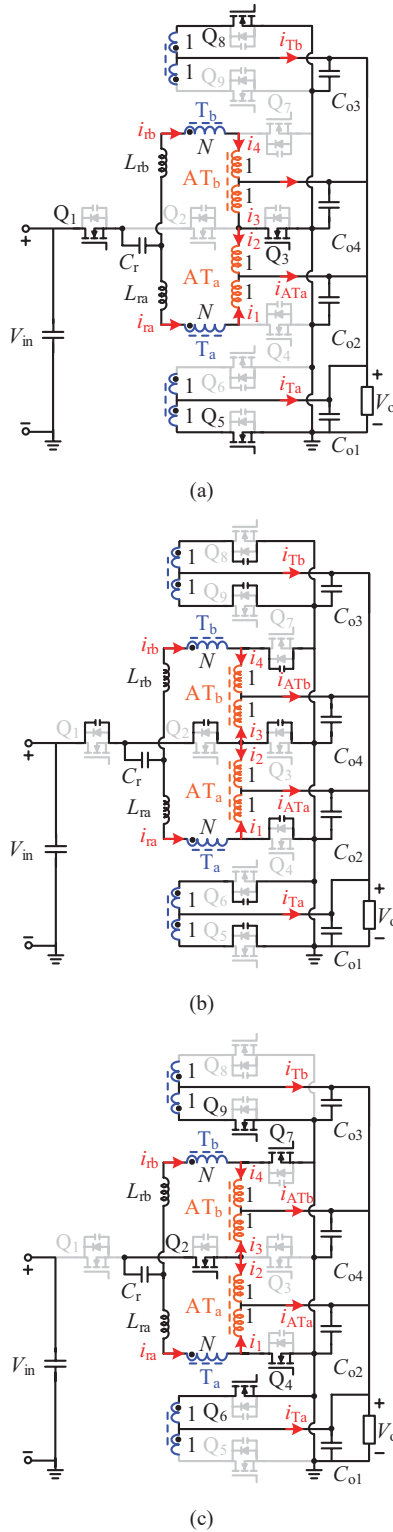 Q8 1 iTb
1 Q9 Co3
Tb Q7
irb N i4
Lrb ATb 1
1
Q1 Q2 i3
+ i2 Q3 Co4
Cr ATa 1
Lra 1 iATa
Vin ira N i1 Co2
Ta Q4
Q6 +
1 iTa Vo
1 Q5 −
− Co1
(a)
1 Q8 iTb
1 Q9 Co3
Tb Q7
irb N i4
Lrb ATb 1 iATb
1
Q1 Q2 i3
+ i2 Q3 Co4
Cr ATa 1
Lra 1 iATa
Vin ira N i1 Co2
Ta Q4
Q6 +
1 iTa Vo
1 Q5 −
− Co1
(b)
1 Q8 iTb
1 Q9 Co3
Tb Q7
irb N i4
Lrb ATb 1 iATb
1
Q1 Q2 i3
+ i2 Q3 Co4
Cr ATa 1
Lra 1 iATa
Vin ira N i1 Co2
Ta Q4
Q6 +
1 iTa Vo
1 Q5 −
− Co1
(c)